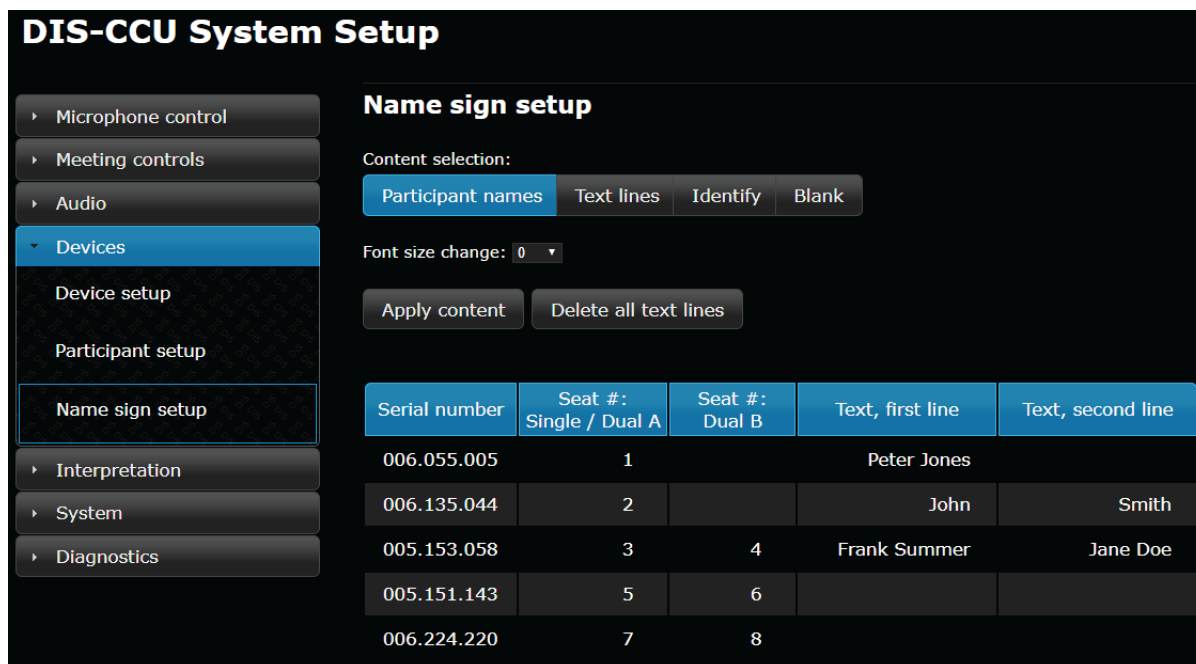 DIS-CCU System Setup
Microphone control
Meeting controls
Audio
Devices
Device setup
Participant setup
Name sign setup
Interpretation
System
Diagnostics
Name sign setup
Content selection:
Participant names Text lines Identify Blank
Font size change: 0
Apply content Delete all text lines
Serial number Seat #: Single / Dual A Seat #: Dual B Text, first line Text, second line
006.055.005 1 Peter Jones
006.135.044 2 John Smith
005.153.058 3 4 Frank Summer Jane Doe
005.151.143 5 6
006.224.220 7 8